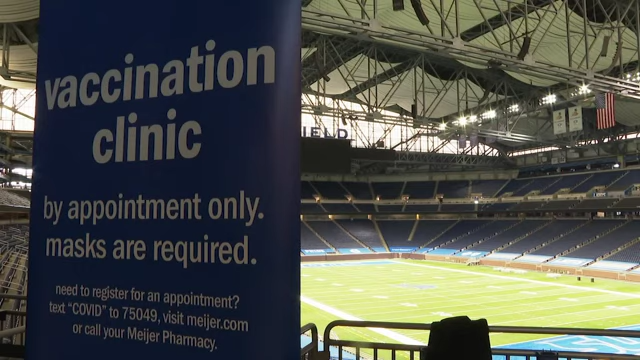 vaccination
clinic
by appointment only.
masks are required.
need to register for an appointment?
text “COVID” to 75049, visit meijer.com
or call your Meijer Pharmacy.
IELD